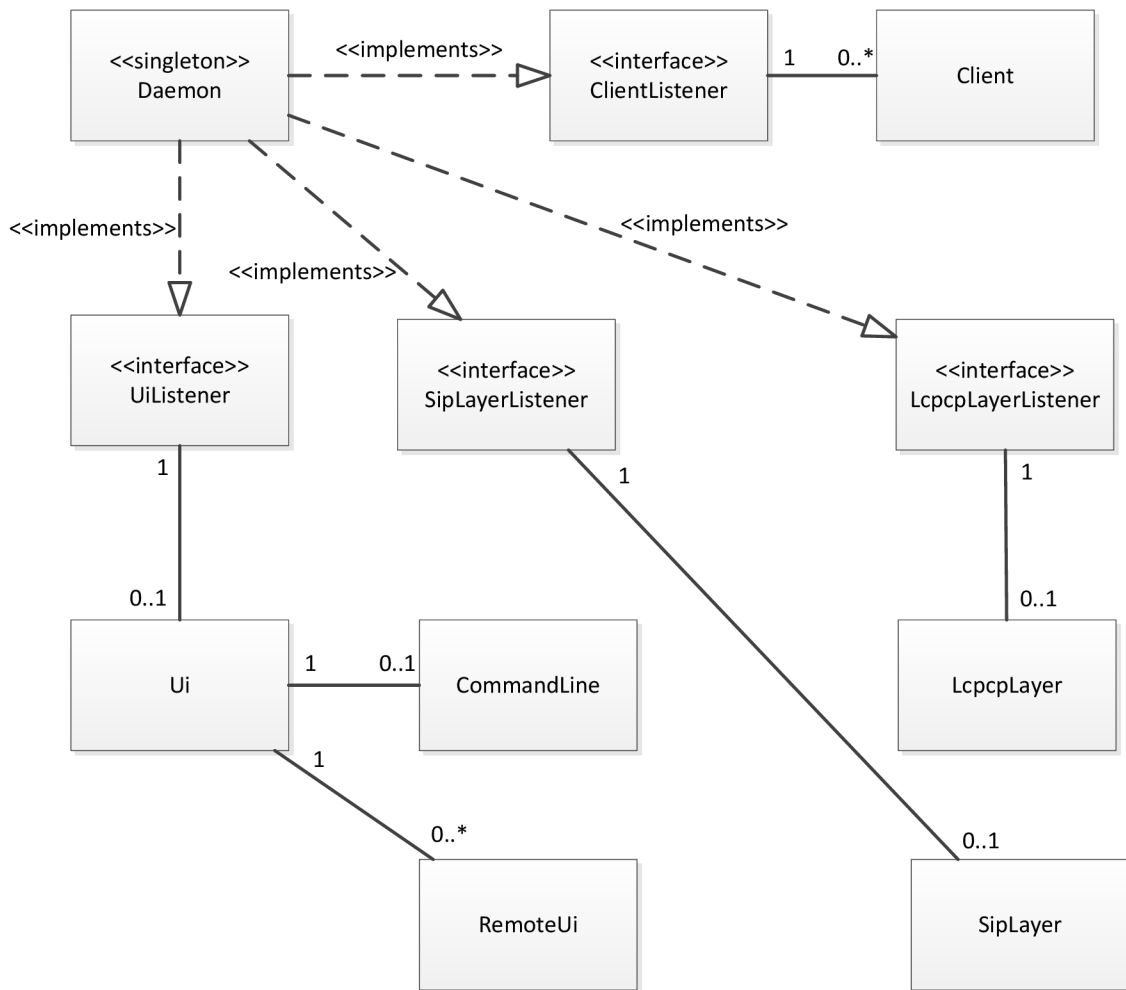 <<singleton>>
Daemon
<<implements>>
<<interface>>
ClientListener
1
0..*
Client
<<implements>>
<<implements>>
<<implements>>
<<interface>>
UiListener
<<interface>>
SipLayerListener
<<interface>>
LcpcpLayerListener
1
1
1
0..1
0..1
Ui
1
0..1
CommandLine
LcpcpLayer
1
0..*
0..1
RemoteUi
SipLayer